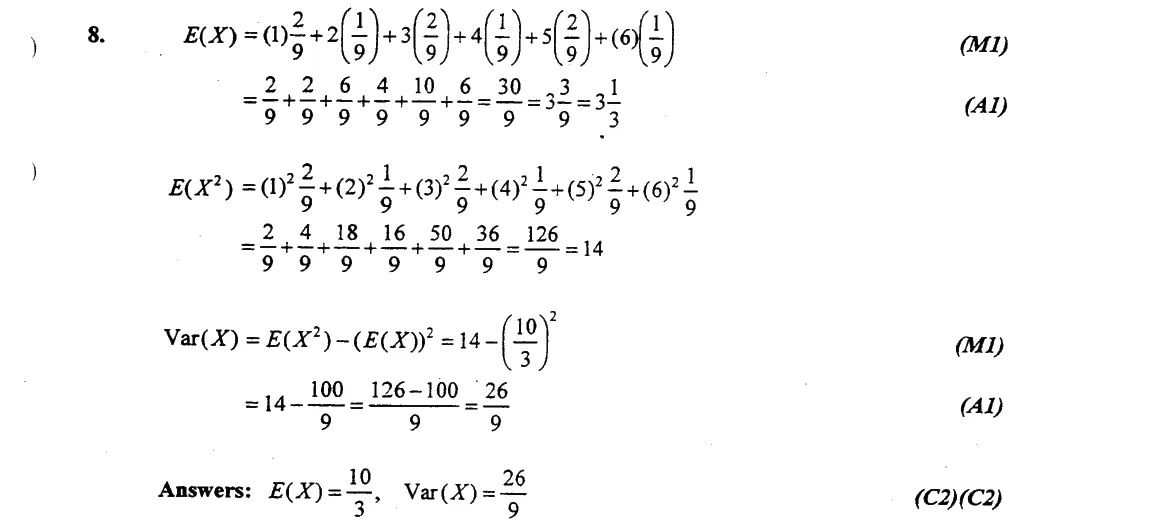 8. E(X) = (1)2/9 + 2(1/9) + 3(2/9) + 4(1/9) + 5(2/9) + (6)(1/9) (M1)
= 2/9 + 2/9 + 6/9 + 4/9 + 10/9 + 6/9 = 30/9 = 3 3/9 = 3 1/3 (A1)
E(X²) = (1)² 2/9 + (2)² 1/9 + (3)² 2/9 + (4)² 1/9 + (5)² 2/9 + (6)² 1/9
= 2/9 + 4/9 + 18/9 + 16/9 + 50/9 + 36/9 = 126/9 = 14
Var(X) = E(X²) − (E(X))² = 14 − (10/3)² (M1)
= 14 − 100/9 = 126 − 100/9 = 26/9 (A1)
Answers: E(X) = 10/3, Var(X) = 26/9 (C2)(C2)